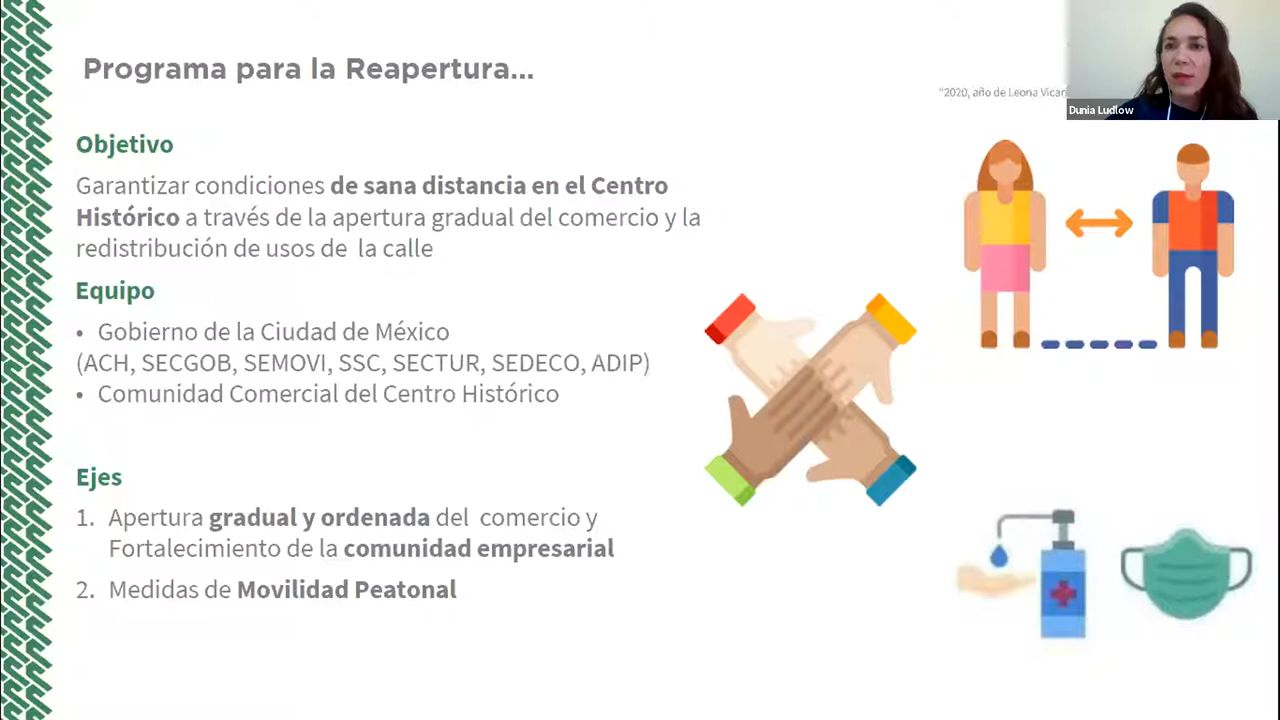 Programa para la Reapertura...
"2020, año de Leona Vicar
Dunia Ludlow
Objetivo
Garantizar condiciones de sana distancia en el Centro
Histórico a través de la apertura gradual del comercio y la
redistribución de usos de la calle
Equipo
• Gobierno de la Ciudad de México
(ACH, SECGOB, SEMOVI, SSC, SECTUR, SEDECO, ADIP)
• Comunidad Comercial del Centro Histórico
Ejes
1. Apertura gradual y ordenada del comercio y
Fortalecimiento de la comunidad empresarial
2. Medidas de Movilidad Peatonal